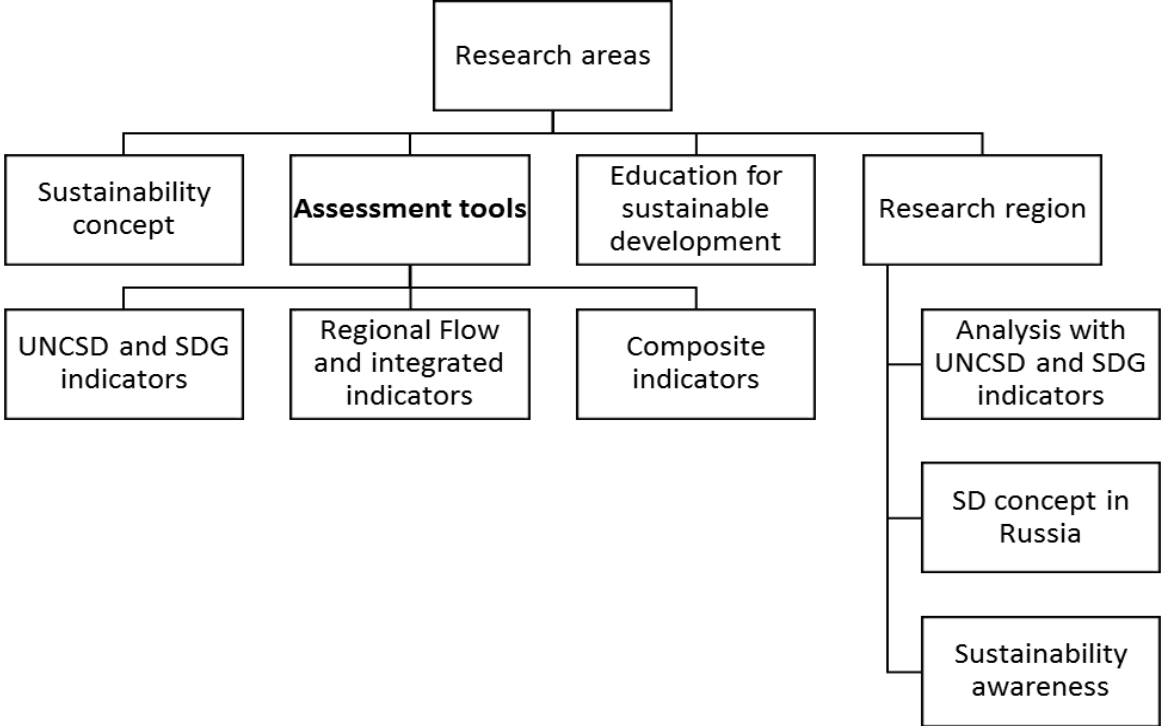 Research areas
Sustainability
concept
Assessment tools
Education for
sustainable
development
Research region
UNCSD and SDG
indicators
Regional Flow
and integrated
indicators
Composite
indicators
Analysis with
UNCSD and SDG
indicators
SD concept in
Russia
Sustainability
awareness